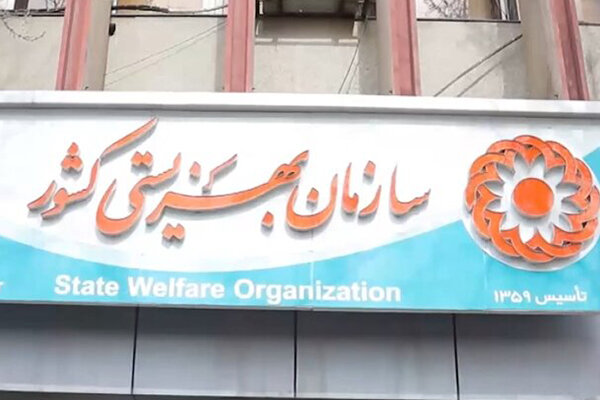 سازمان بهزیستی کشور
State Welfare Organization
تأسیس ۱۳۵۹